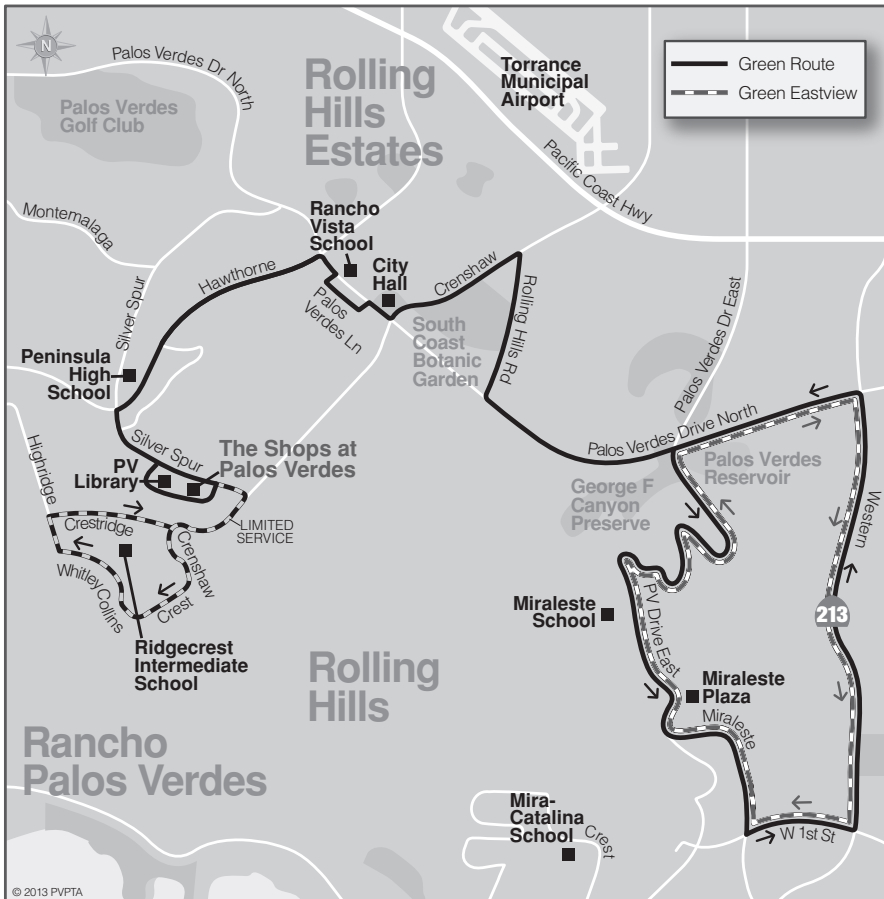 N
Palos Verdes Dr North
Palos Verdes
Golf Club
Rolling
Hills
Estates
Torrance
Municipal
Airport
Green Route
Green Eastview
Pacific Coast Hwy
Montemalaga
Rancho
Vista
School
City
Hall
Hawthorne
Crenshaw
Silver Spur
Palos
Verdes Ln
Rolling Hills Rd
South
Coast
Botanic
Garden
Palos Verdes Dr East
Peninsula
High
School
Silver Spur
The Shops at
Palos Verdes
PV
Library
Highridge
Palos Verdes Drive North
Palos Verdes
Reservoir
George F
Canyon
Preserve
Western
LIMITED
SERVICE
Crestridge
Crenshaw
Whitley Collins
Crest
Ridgecrest
Intermediate
School
Miraleste
School
PV Drive East
213
Miraleste
Plaza
Miraleste
Rolling
Hills
Rancho
Palos Verdes
Mira-
Catalina
School
Crest
W 1st St
© 2013 PVPTA